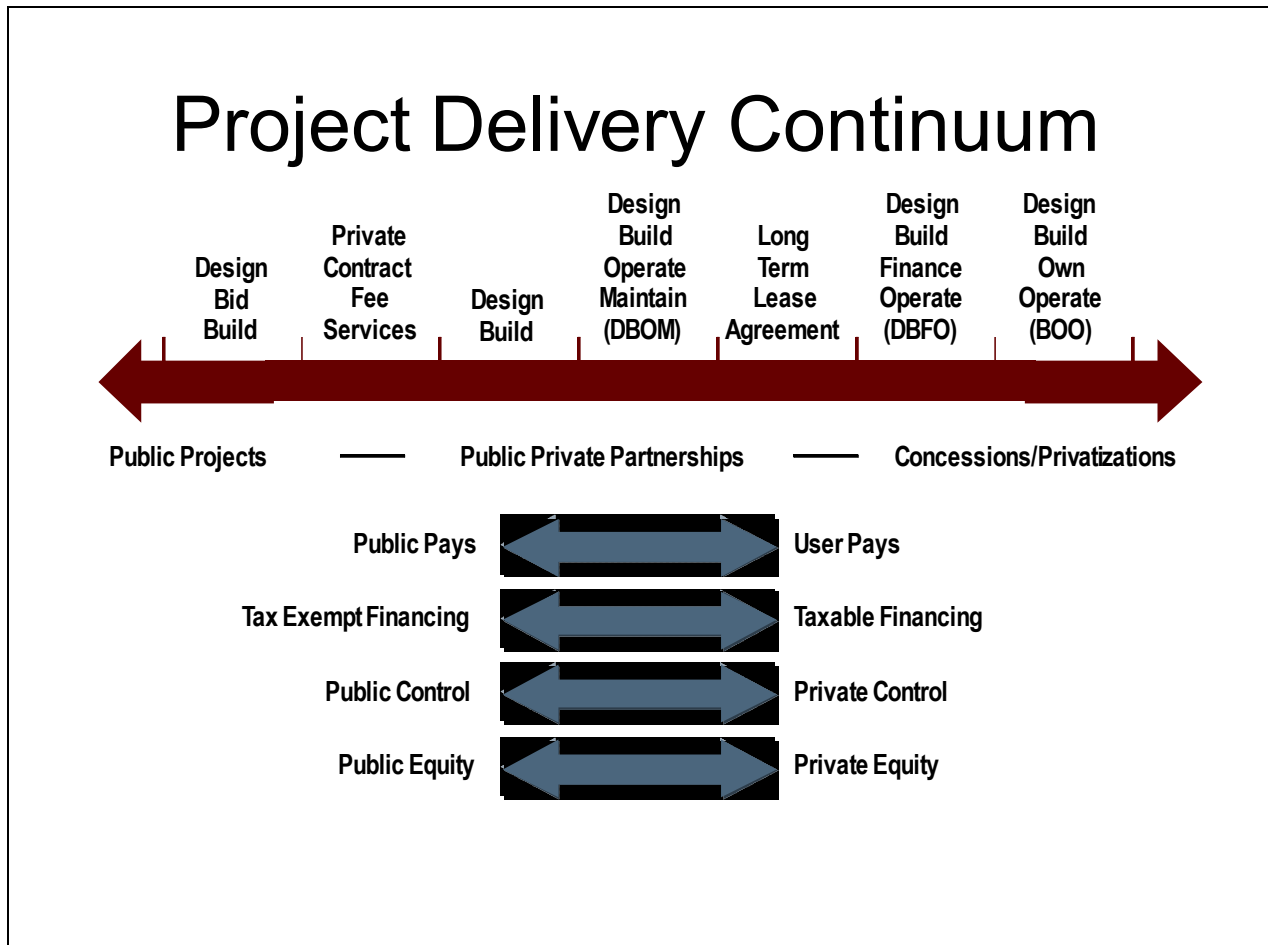 Project Delivery Continuum
Design
Bid
Build
Private
Contract
Fee
Services
Design
Build
Design
Build
Operate
Maintain
(DBOM)
Long
Term
Lease
Agreement
Design
Build
Finance
Operate
(DBFO)
Design
Build
Own
Operate
(BOO)
Public Projects
Public Private Partnerships
Concessions/Privatizations
Public Pays
User Pays
Tax Exempt Financing
Taxable Financing
Public Control
Private Control
Public Equity
Private Equity